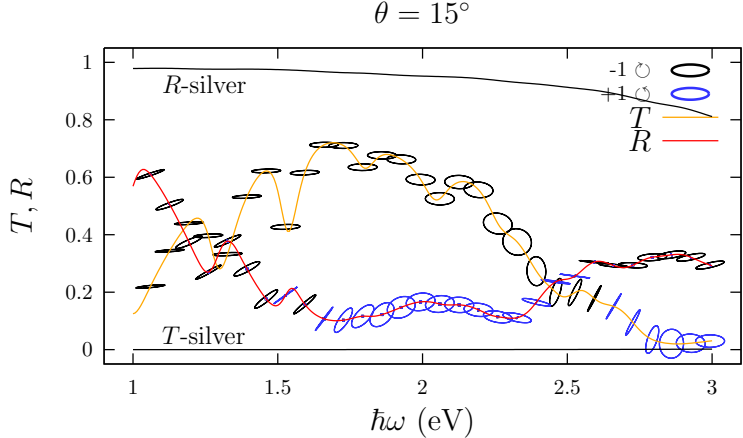 θ = 15°
-1 ↻
+1 ↻
T
R
R-silver
T-silver
T, R
1
0.8
0.6
0.4
0.2
0
1 1.5 2 2.5 3
ħω (eV)